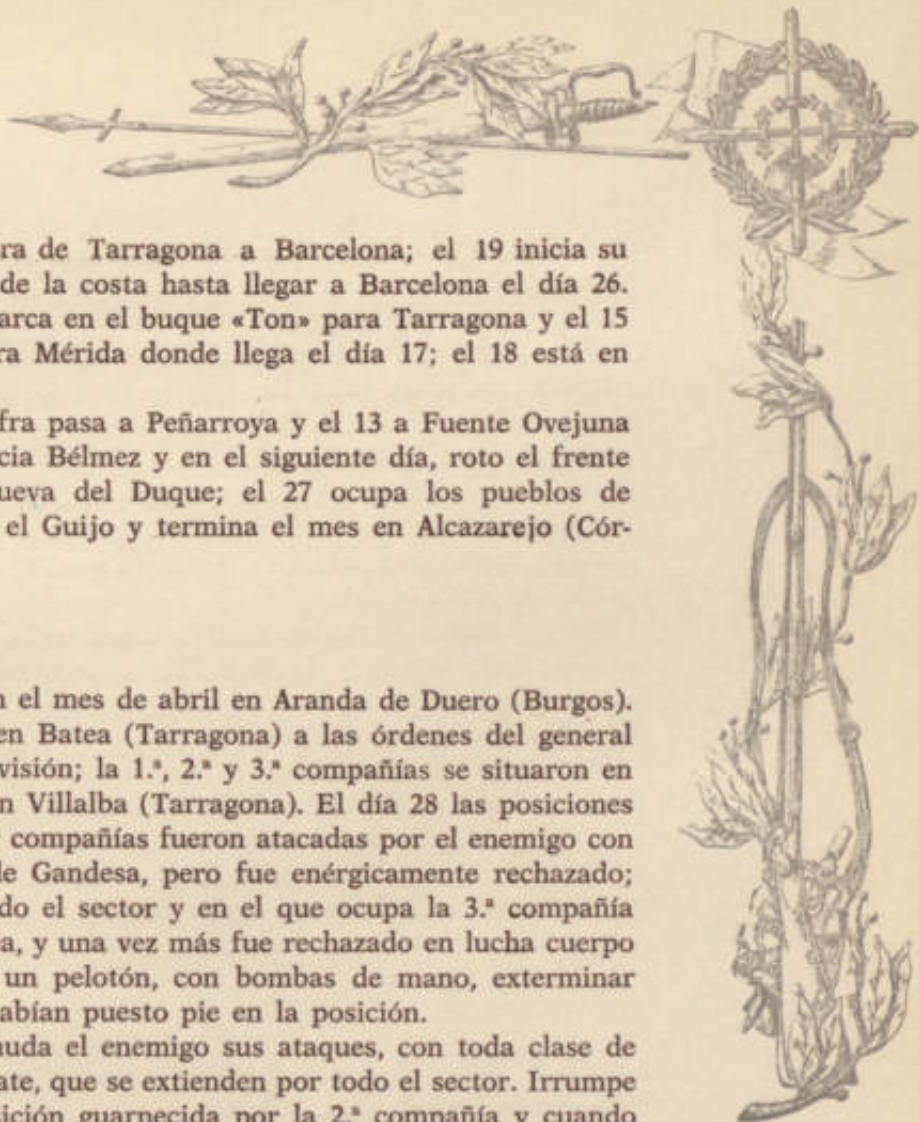 ra de Tarragona a Barcelona; el 19 inicia su
de la costa hasta llegar a Barcelona el día 26.
arca en el buque «Ton» para Tarragona y el 15
ra Mérida donde llega el día 17; el 18 está en
fra pasa a Peñarroya y el 13 a Fuente Ovejuna
cia Bélmez y en el siguiente día, roto el frente
ueva del Duque; el 27 ocupa los pueblos de
el Guijo y termina el mes en Alcazarejo (Cór-
n el mes de abril en Aranda de Duero (Burgos).
en Batea (Tarragona) a las órdenes del general
visión; la 1.ª, 2.ª y 3.ª compañías se situaron en
n Villalba (Tarragona). El día 28 las posiciones
compañías fueron atacadas por el enemigo con
de Gandesa, pero fue enérgicamente rechazado;
do el sector y en el que ocupa la 3.ª compañía
a, y una vez más fue rechazado en lucha cuerpo
un pelotón, con bombas de mano, exterminar
abían puesto pie en la posición.
nuda el enemigo sus ataques, con toda clase de
ate, que se extienden por todo el sector. Irrumpe
sición guarnecida por la 2.ª compañía y cuando